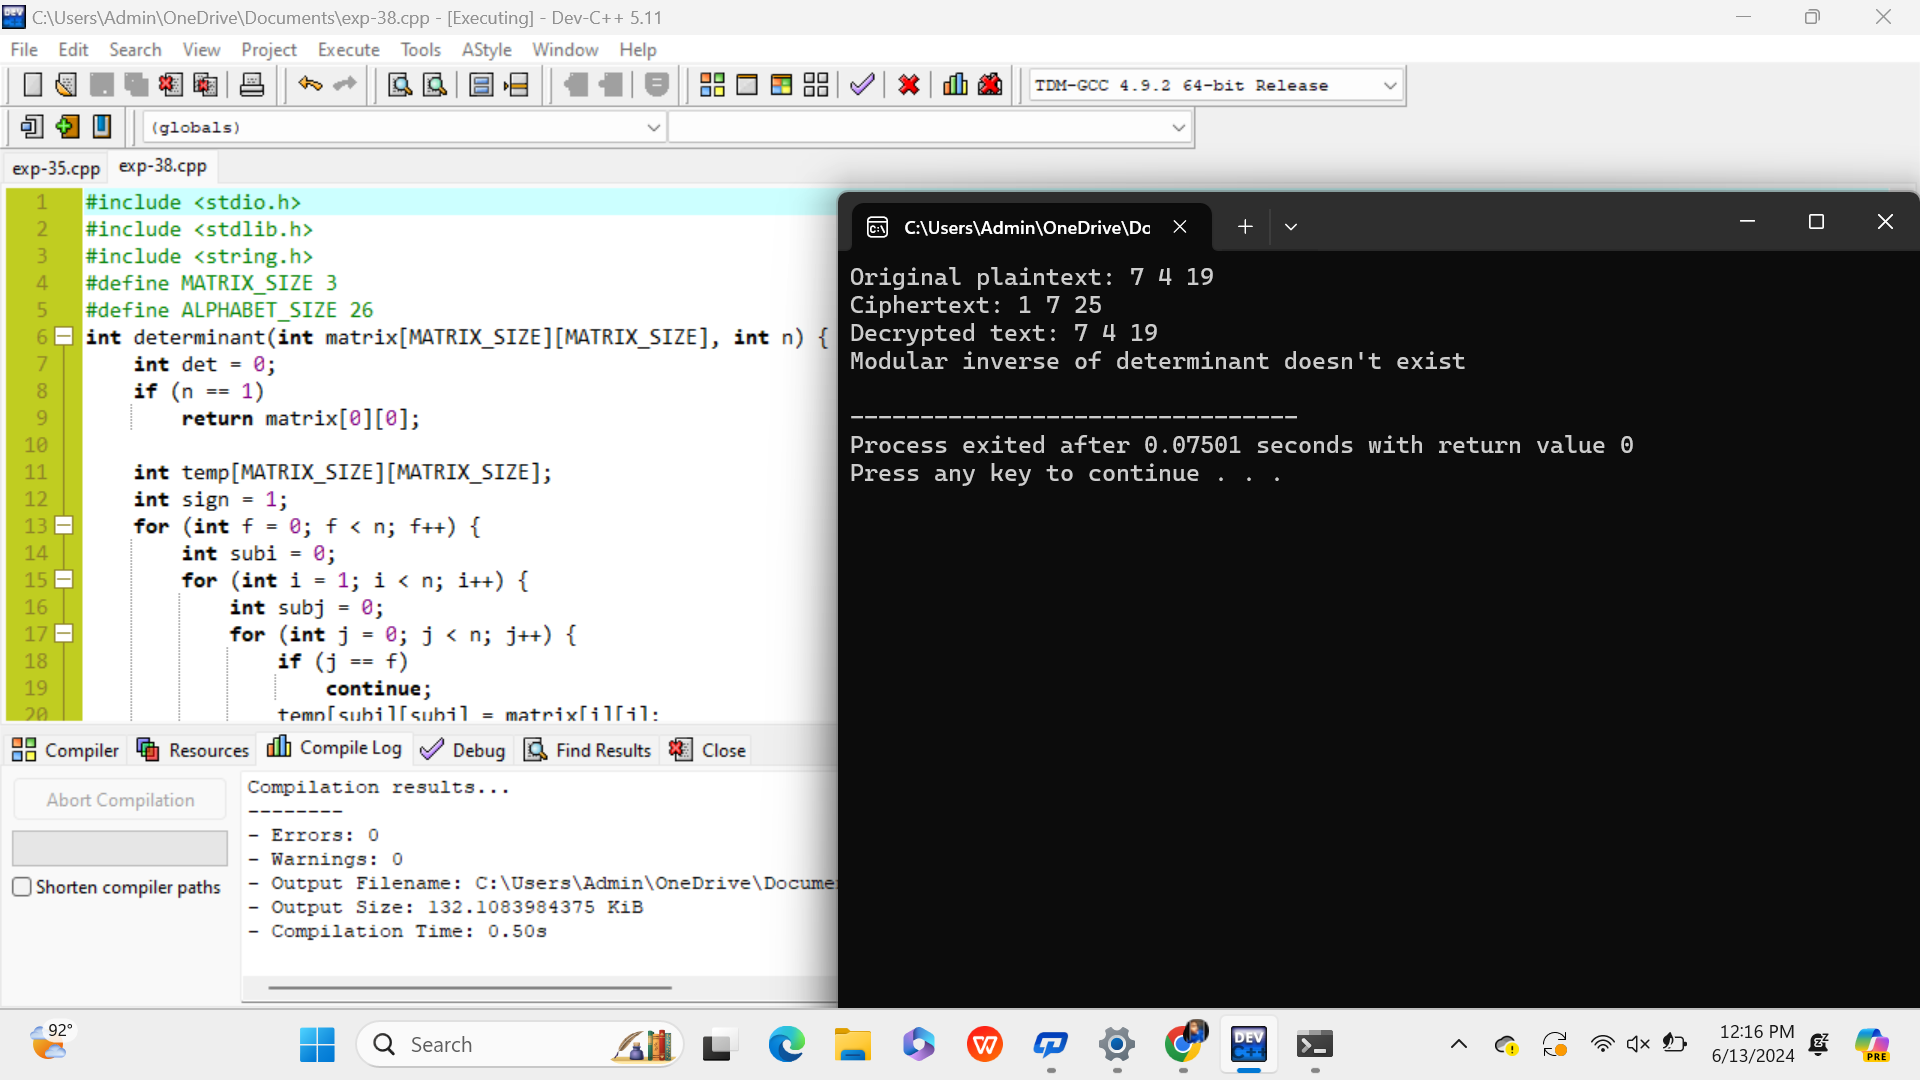 C:\Users\Admin\OneDrive\Documents\exp-38.cpp - [Executing] - Dev-C++ 5.11
File Edit Search View Project Execute Tools AStyle Window Help
TDM-GCC 4.9.2 64-bit Release
(globals)
exp-35.cpp exp-38.cpp
1 #include <stdio.h>
2 #include <stdlib.h>
3 #include <string.h>
4 #define MATRIX_SIZE 3
5 #define ALPHABET_SIZE 26
6 int determinant(int matrix[MATRIX_SIZE][MATRIX_SIZE], int n) {
7 int det = 0;
8 if (n == 1)
9 return matrix[0][0];
10
11 int temp[MATRIX_SIZE][MATRIX_SIZE];
12 int sign = 1;
13 for (int f = 0; f < n; f++) {
14 int subi = 0;
15 for (int i = 1; i < n; i++) {
16 int subj = 0;
17 for (int j = 0; j < n; j++) {
18 if (j == f)
19 continue;
20 temp[subi][subj] = matrix[i][j];
C:\Users\Admin\OneDrive\Dc
Original plaintext: 7 4 19
Ciphertext: 1 7 25
Decrypted text: 7 4 19
Modular inverse of determinant doesn't exist
--------------------------------
Process exited after 0.07501 seconds with return value 0
Press any key to continue . . .
Compiler Resources Compile Log Debug Find Results Close
Abort Compilation
Shorten compiler paths
Compilation results...
--------
- Errors: 0
- Warnings: 0
- Output Filename: C:\Users\Admin\OneDrive\Docume
- Output Size: 132.1083984375 KiB
- Compilation Time: 0.50s
92°
Search
DEV C++
PRE
12:16 PM
6/13/2024